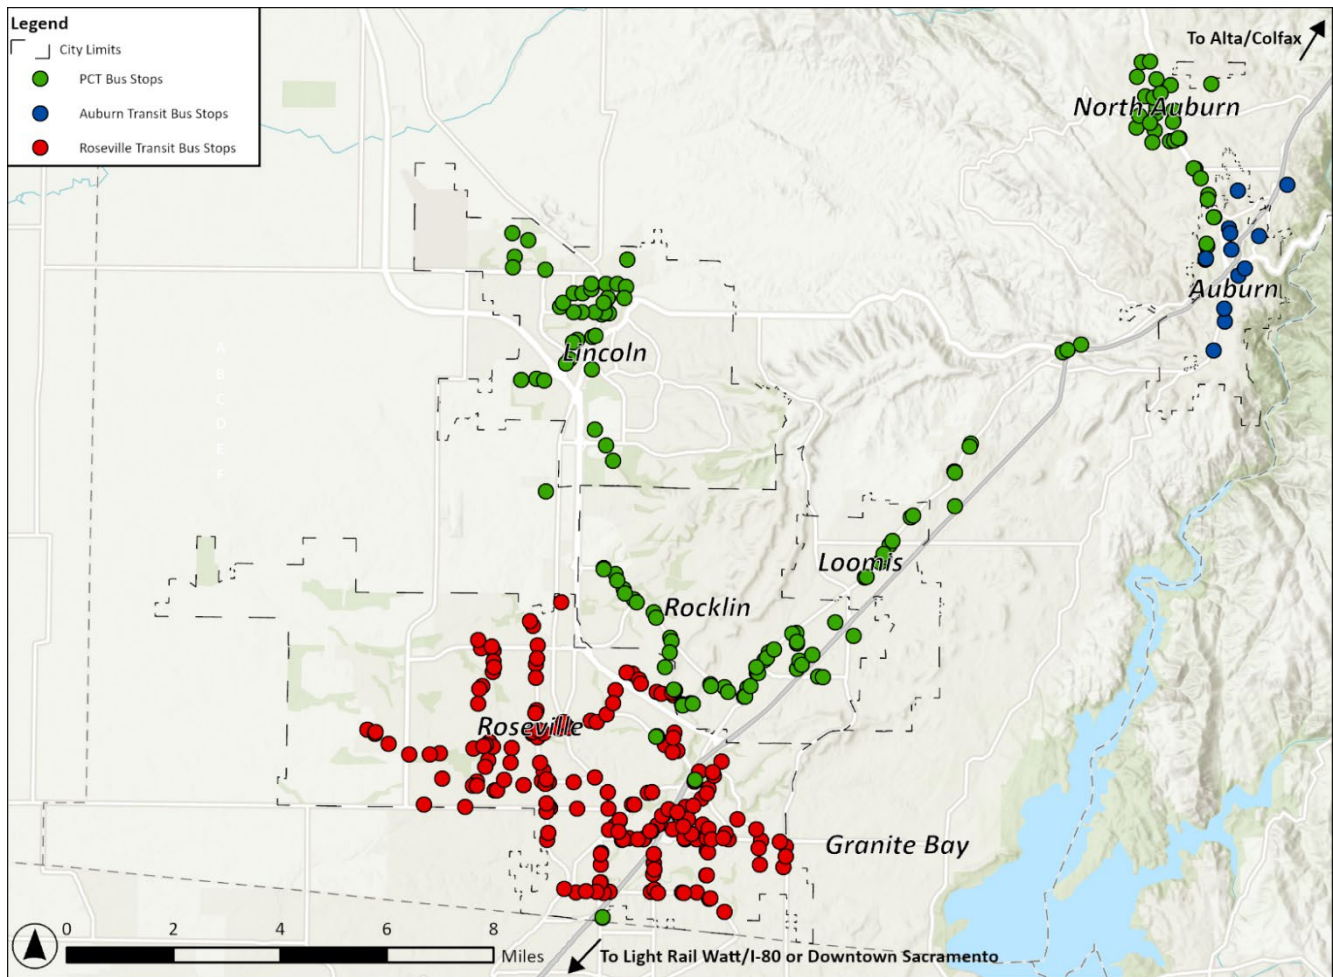 Legend
City Limits
PCT Bus Stops
Auburn Transit Bus Stops
Roseville Transit Bus Stops
To Alta/Colfax
North Auburn
Auburn
Lincoln
A
B
C
D
E
F
Loomis
Rocklin
Roseville
Granite Bay
0 2 4 6 8
Miles
To Light Rail Watt/I-80 or Downtown Sacramento